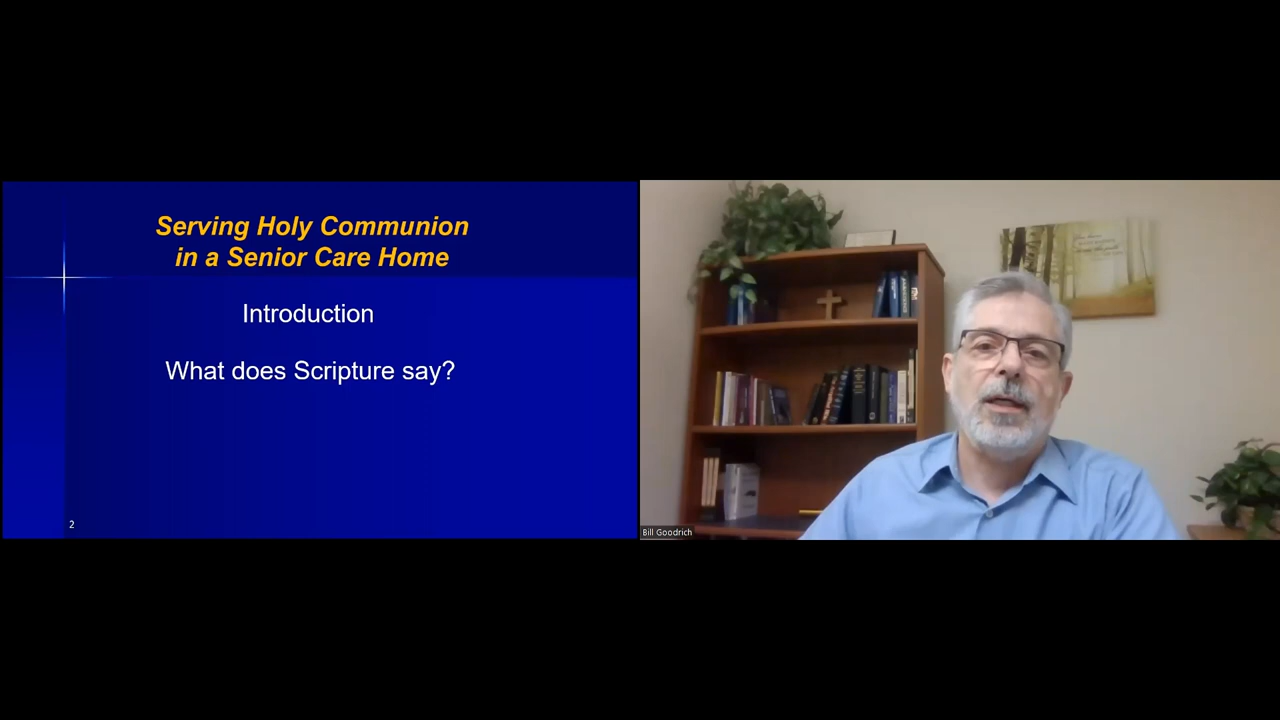 Serving Holy Communion
in a Senior Care Home
Introduction
What does Scripture say?
2
Bill Goodrich